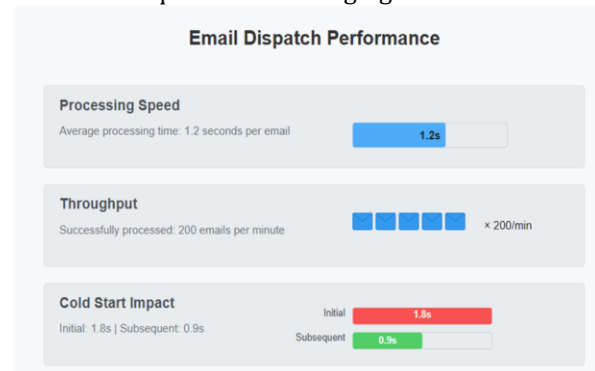 Email Dispatch Performance
Processing Speed
Average processing time: 1.2 seconds per email
1.2s
Throughput
Successfully processed: 200 emails per minute
× 200/min
Cold Start Impact
Initial: 1.8s | Subsequent: 0.9s
Initial
1.8s
Subsequent
0.9s